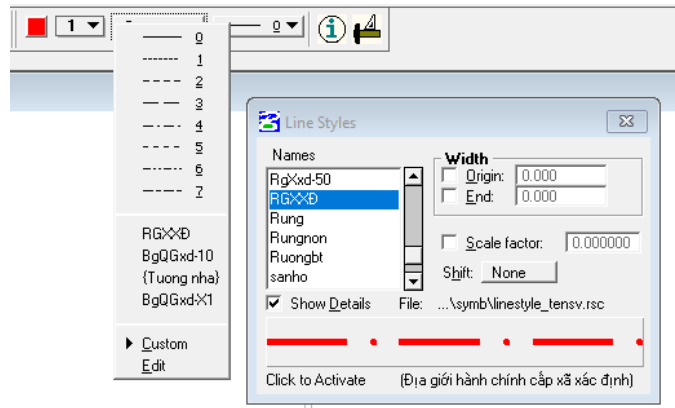 1
0
0
1
2
3
4
5
6
7
RGXXĐ
BgQGxd-10
{Tuong nha}
BgQGxd-X1
Custom
Edit
Line Styles
Names
RgXxd-50
RGXXĐ
Rung
Rungnon
Ruongbt
sanho
Width
Origin: 0.000
End: 0.000
Scale factor: 0.000000
Shift: None
Show Details File: ...\symb\linestyle_tensv.rsc
Click to Activate (Địa giới hành chính cấp xã xác định)